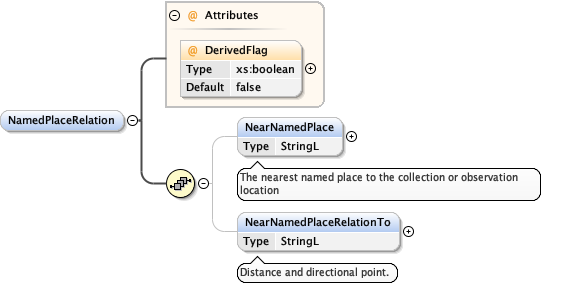 @ Attributes
@ DerivedFlag
Type xs:boolean
Default false
NamedPlaceRelation
NearNamedPlace
Type StringL
The nearest named place to the collection or observation
location
NearNamedPlaceRelationTo
Type StringL
Distance and directional point.